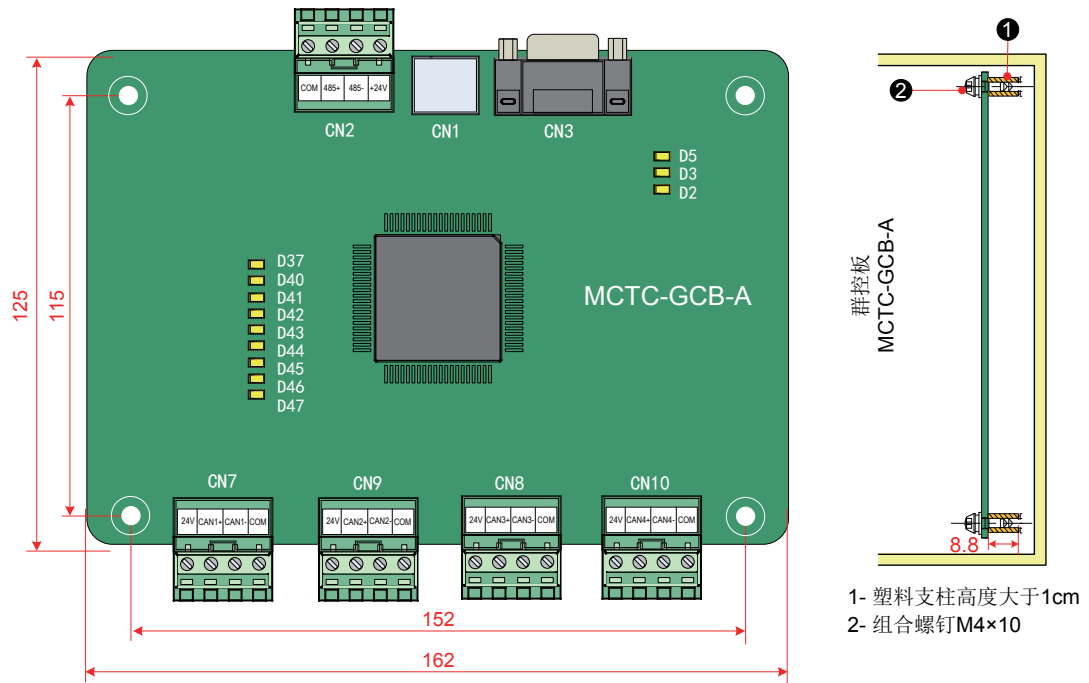 COM 485+ 485- +24V
CN2
CN1
CN3
D5
D3
D2
D37
D40
D41
D42
D43
D44
D45
D46
D47
MCTC-GCB-A
125
115
CN7
24V CAN1+ CAN1- COM
CN9
24V CAN2+ CAN2- COM
CN8
24V CAN3+ CAN3- COM
CN10
24V CAN4+ CAN4- COM
152
162
1
2
群控板
MCTC-GCB-A
8.8
1- 塑料支柱高度大于1cm
2- 组合螺钉M4×10